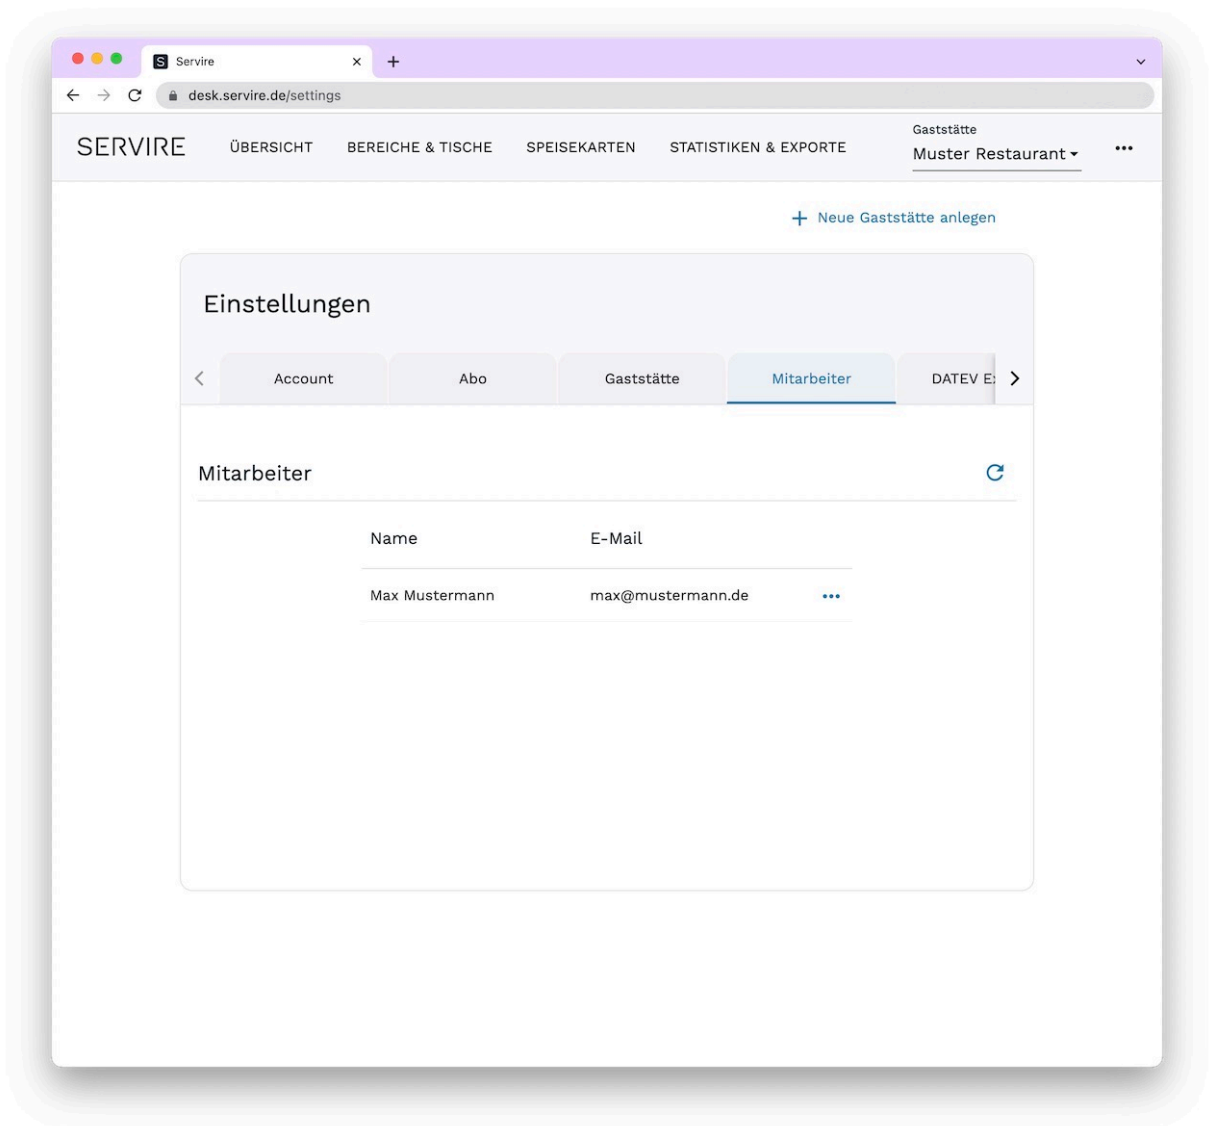 S Servire
desk.servire.de/settings
SERVIRE ÜBERSICHT BEREICHE & TISCHE SPEISEKARTEN STATISTIKEN & EXPORTE
Gaststätte
Muster Restaurant
Neue Gaststätte anlegen
Einstellungen
Account Abo Gaststätte Mitarbeiter DATEV
Mitarbeiter
Name E-Mail
Max Mustermann max@mustermann.de